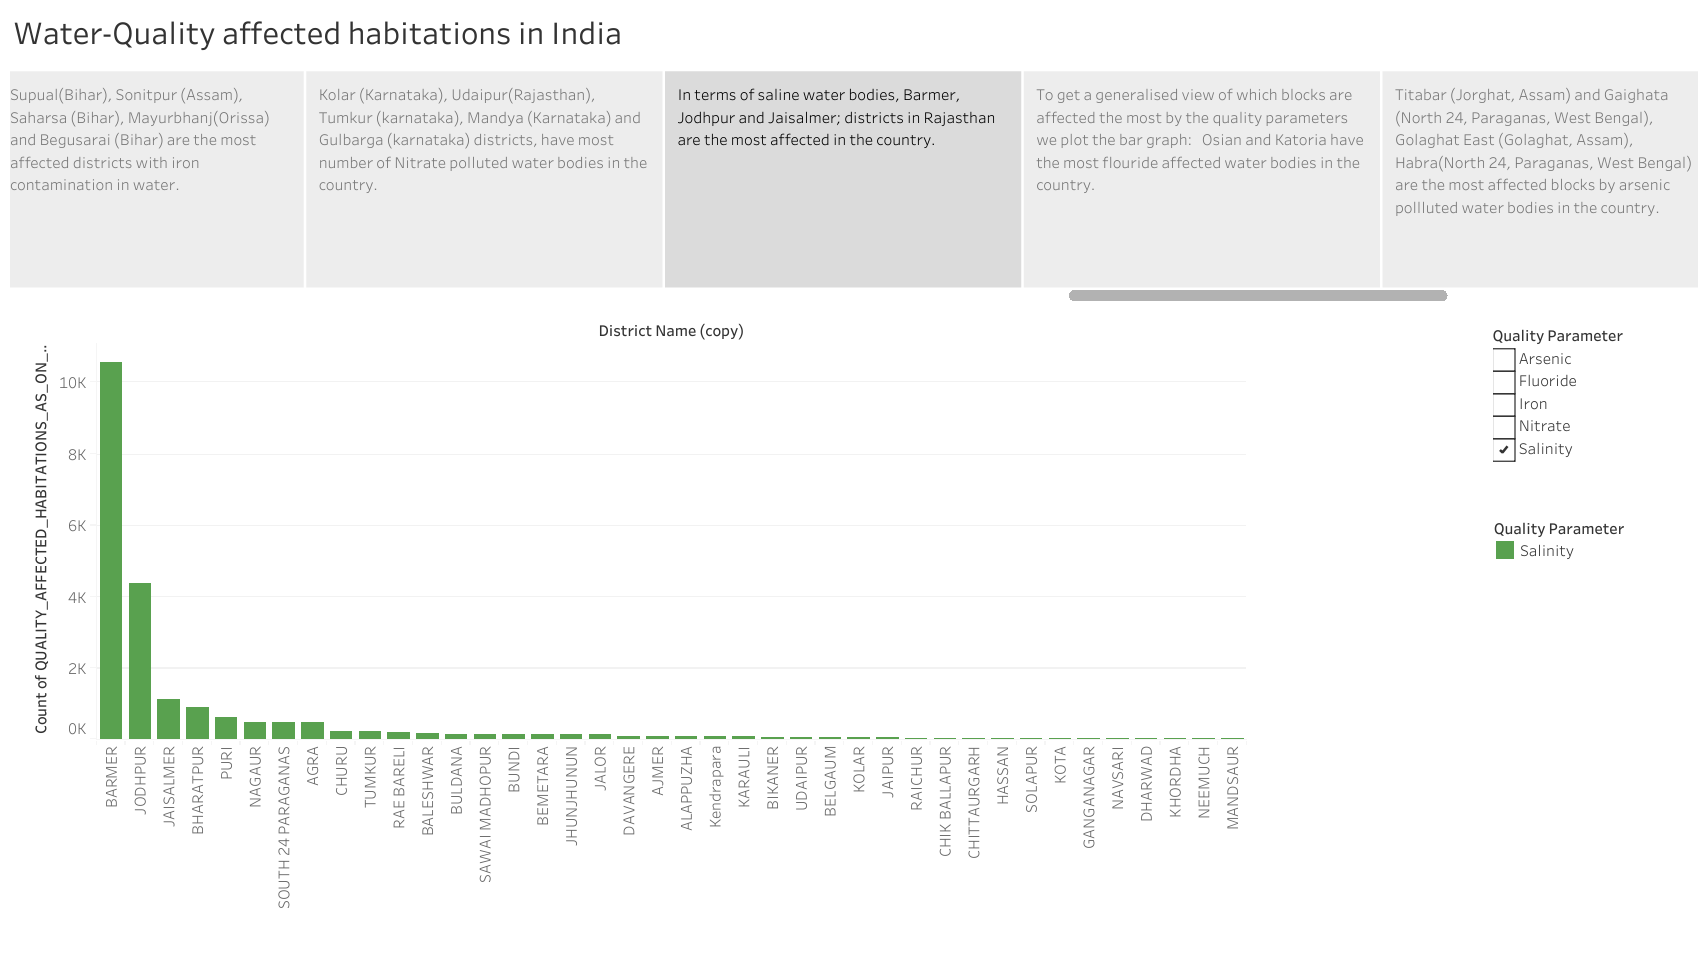 Water-Quality affected habitations in India
Supual(Bihar), Sonitpur (Assam),
Saharsa (Bihar), Mayurbhanj(Orissa)
and Begusarai (Bihar) are the most
affected districts with iron
contamination in water.
Kolar (Karnataka), Udaipur(Rajasthan),
Tumkur (karnataka), Mandya (Karnataka) and
Gulbarga (karnataka) districts, have most
number of Nitrate polluted water bodies in the
country.
In terms of saline water bodies, Barmer,
Jodhpur and Jaisalmer; districts in Rajasthan
are the most affected in the country.
To get a generalised view of which blocks are
affected the most by the quality parameters
we plot the bar graph:  Osian and Katoria have
the most flouride affected water bodies in the
country.
Titabar (Jorghat, Assam) and Gaighata
(North 24, Paraganas, West Bengal),
Golaghat East (Golaghat, Assam),
Habra(North 24, Paraganas, West Bengal)
are the most affected blocks by arsenic
pollluted water bodies in the country.
District Name (copy)
Count of QUALITY_AFFECTED_HABITATIONS_AS_ON_..
10K
8K
6K
4K
2K
0K
BARMER
JODHPUR
JAISALMER
BHARATPUR
PURI
NAGAUR
SOUTH 24 PARAGANAS
AGRA
CHURU
TUMKUR
RAE BARELI
BALESHWAR
BULDANA
SAWAI MADHOPUR
BUNDI
BEMETARA
JHUNJHUNUN
JALOR
DAVANGERE
AJMER
ALAPPUZHA
Kendrapara
KARAULI
BIKANER
UDAIPUR
BELGAUM
KOLAR
JAIPUR
RAICHUR
CHIK BALLAPUR
CHITTAURGARH
HASSAN
SOLAPUR
KOTA
GANGANAGAR
NAVSARI
DHARWAD
KHORDHA
NEEMUCH
MANDSAUR
Quality Parameter
Arsenic
Fluoride
Iron
Nitrate
Salinity
Quality Parameter
Salinity